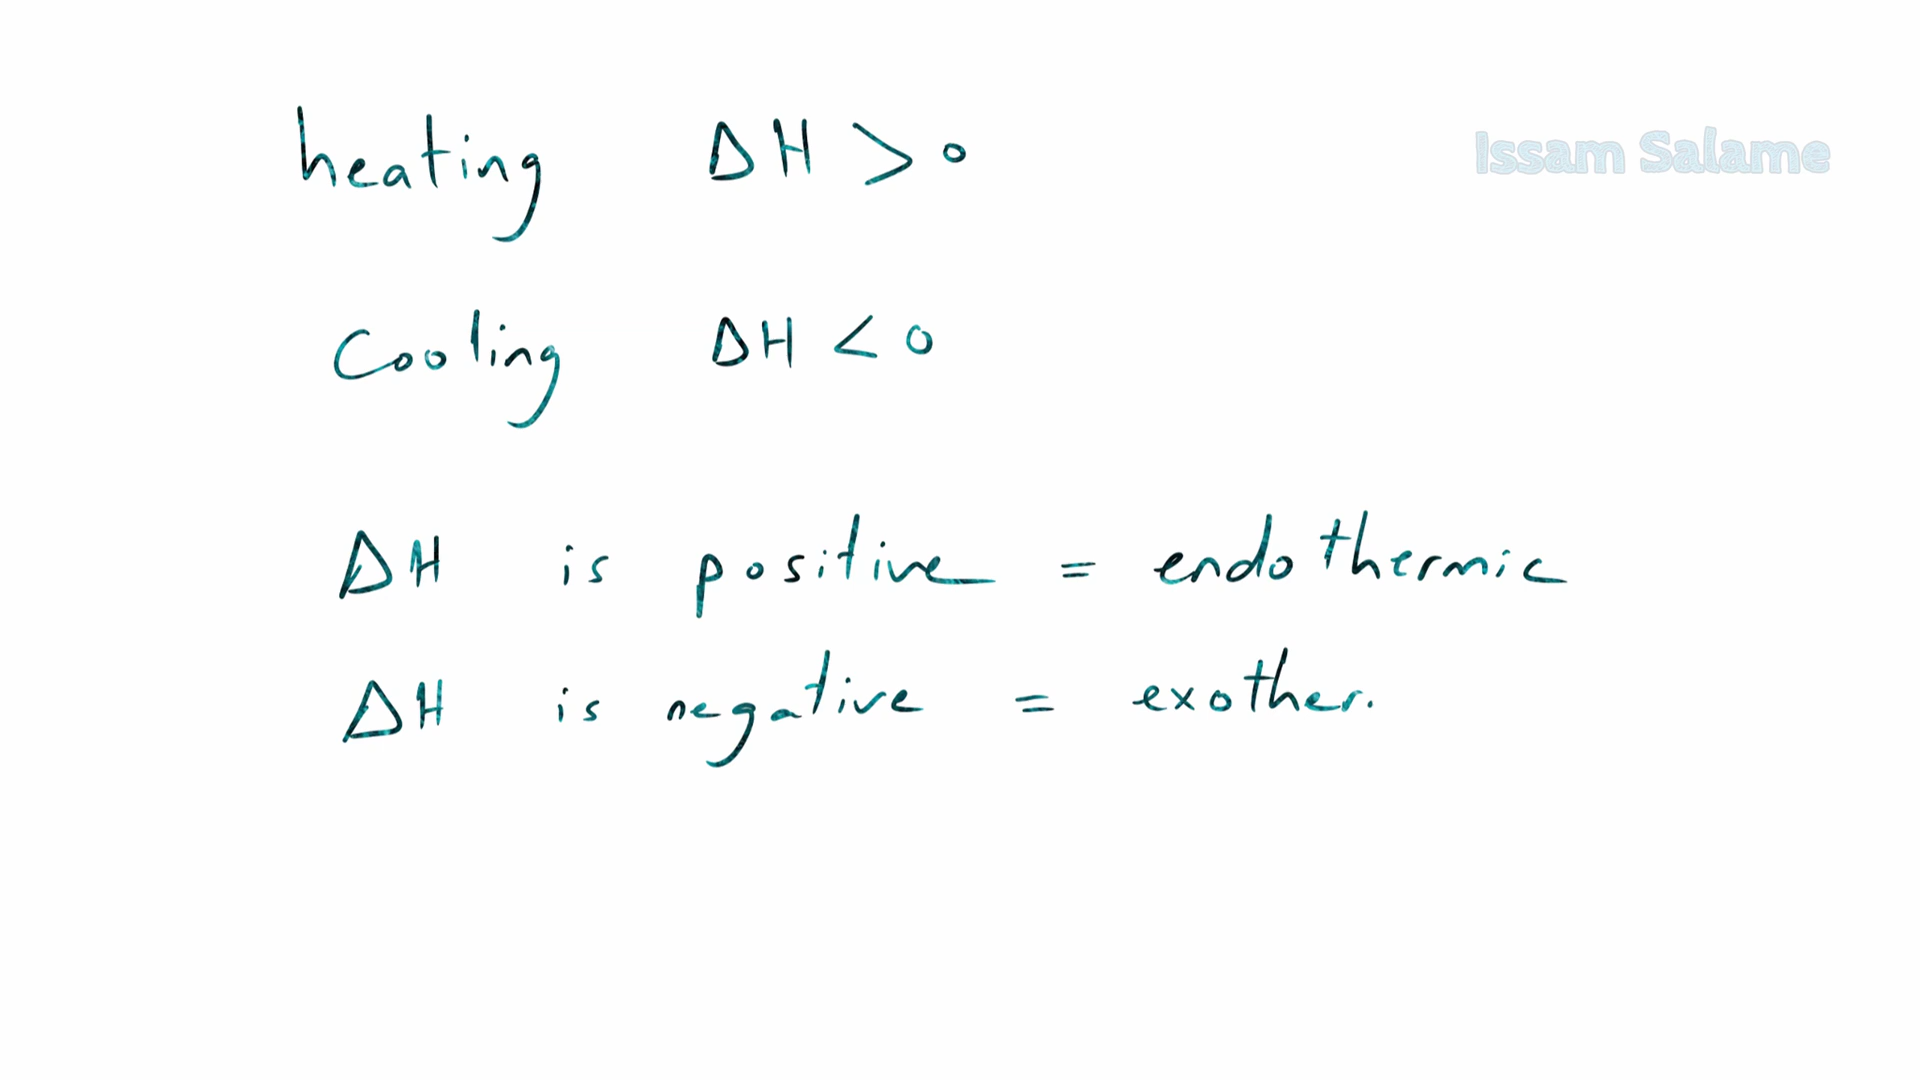 heating ΔH > 0
Issam Salame
Cooling ΔH < 0
ΔH is positive = endothermic
ΔH is negative = exother.